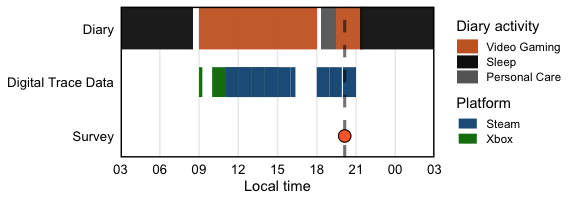 Diary
Digital Trace Data
Survey
03 06 09 12 15 18 21 00 03
Local time
Diary activity
Video Gaming
Sleep
Personal Care
Platform
Steam
Xbox